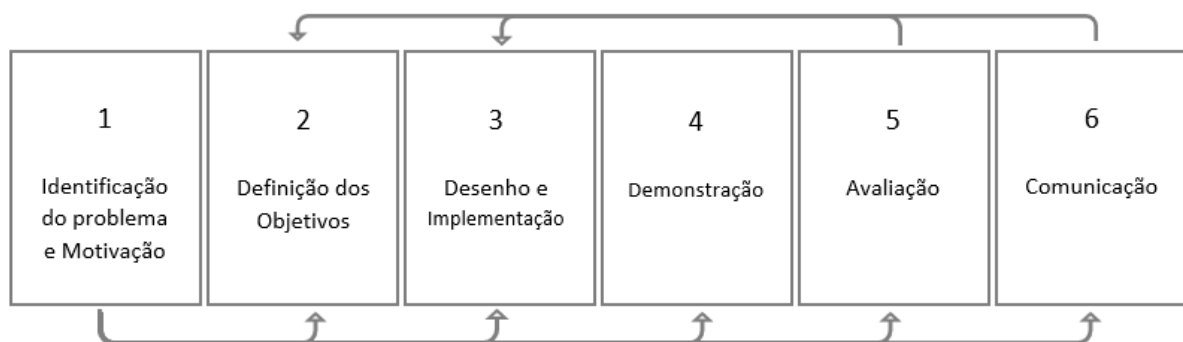 1
Identificação
do problema
e Motivação
2
Definição dos
Objetivos
3
Desenho e
Implementação
4
Demonstração
5
Avaliação
6
Comunicação